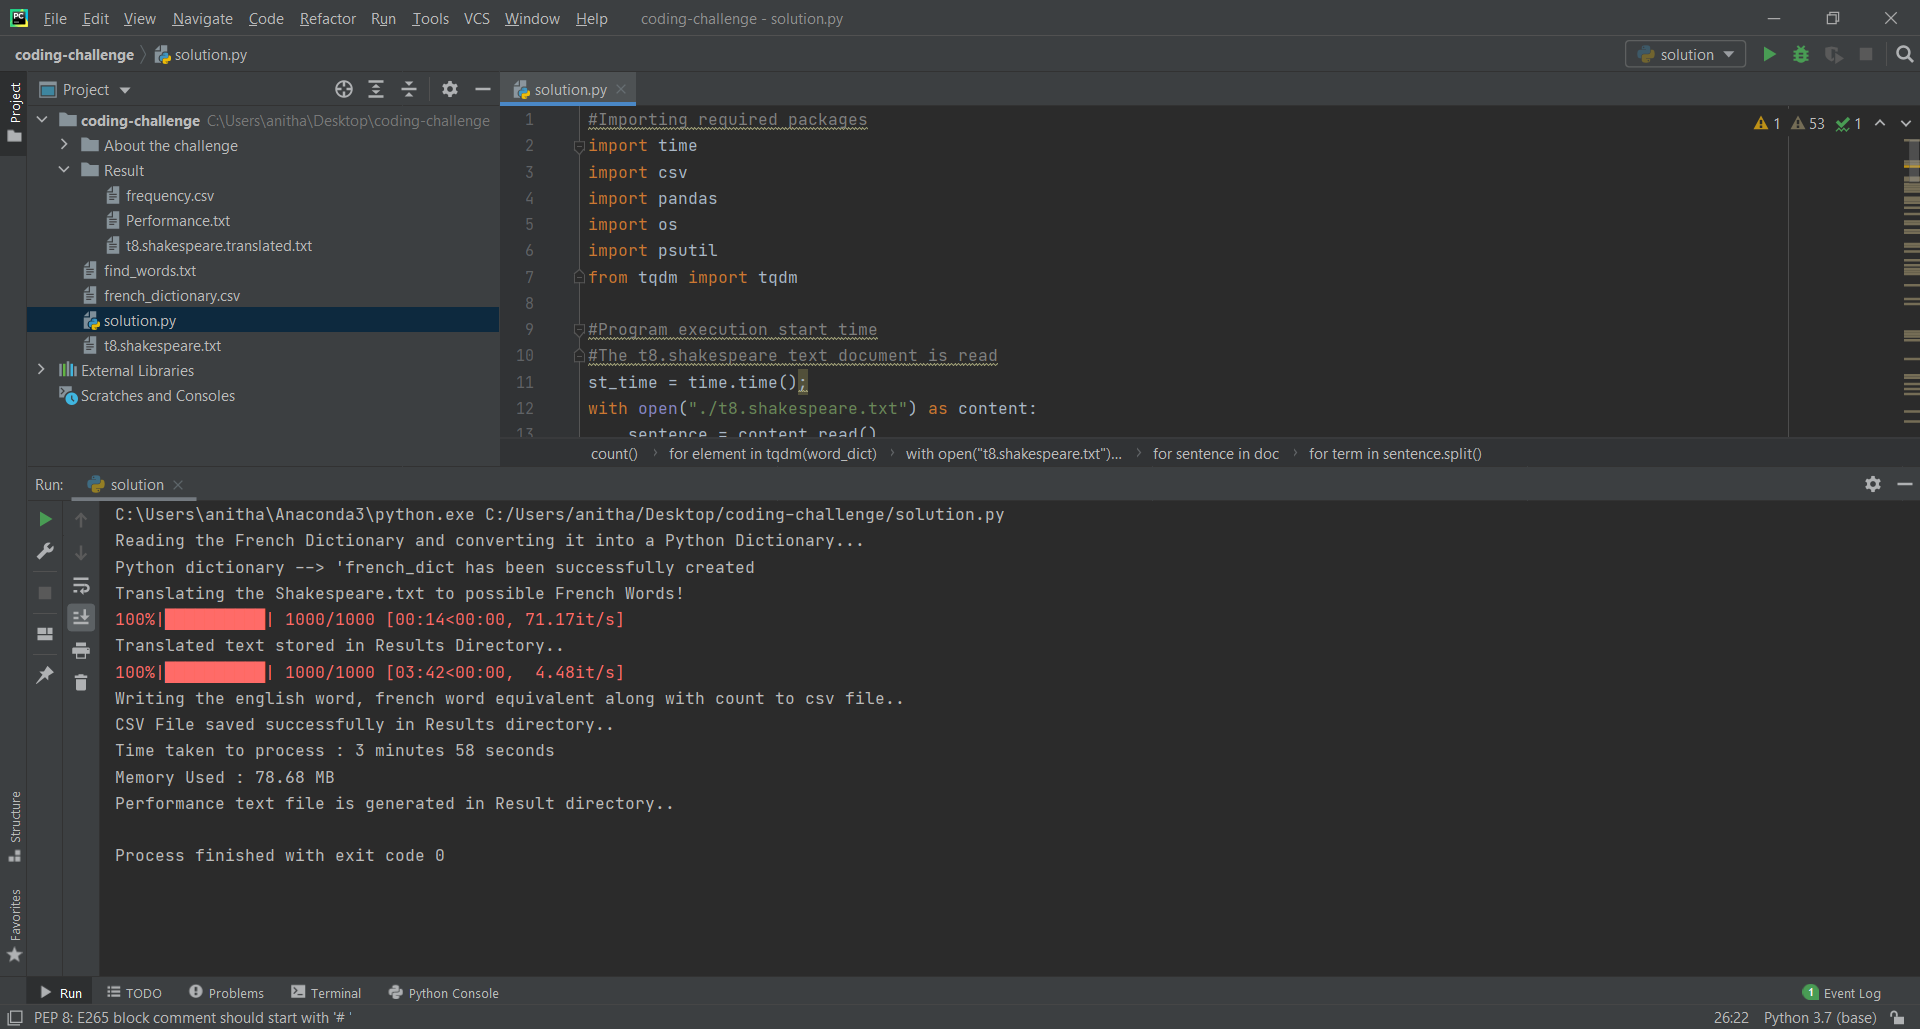 File Edit View Navigate Code Refactor Run Tools VCS Window Help coding-challenge - solution.py
coding-challenge solution.py solution
Project solution.py
Project
coding-challenge C:\Users\anitha\Desktop\coding-challenge
About the challenge
Result
frequency.csv
Performance.txt
t8.shakespeare.translated.txt
find_words.txt
french_dictionary.csv
solution.py
t8.shakespeare.txt
External Libraries
Scratches and Consoles
1 #Importing required packages
2 import time
3 import csv
4 import pandas
5 import os
6 import psutil
7 from tqdm import tqdm
8
9 #Program execution start time
10 #The t8.shakespeare text document is read
11 st_time = time.time();
12 with open("./t8.shakespeare.txt") as content:
13 sentence = content.read()
1 53 1
count() for element in tqdm(word_dict) with open("t8.shakespeare.txt")... for sentence in doc for term in sentence.split()
Run: solution
C:\Users\anitha\Anaconda3\python.exe C:/Users/anitha/Desktop/coding-challenge/solution.py
Reading the French Dictionary and converting it into a Python Dictionary...
Python dictionary --> 'french_dict has been successfully created
Translating the Shakespeare.txt to possible French Words!
100%|██████████| 1000/1000 [00:14<00:00, 71.17it/s]
Translated text stored in Results Directory..
100%|██████████| 1000/1000 [03:42<00:00,  4.48it/s]
Writing the english word, french word equivalent along with count to csv file..
CSV File saved successfully in Results directory..
Time taken to process : 3 minutes 58 seconds
Memory Used : 78.68 MB
Performance text file is generated in Result directory..
Process finished with exit code 0
Structure
Favorites
Run TODO Problems Terminal Python Console 1 Event Log
PEP 8: E265 block comment should start with '# ' 26:22 Python 3.7 (base)